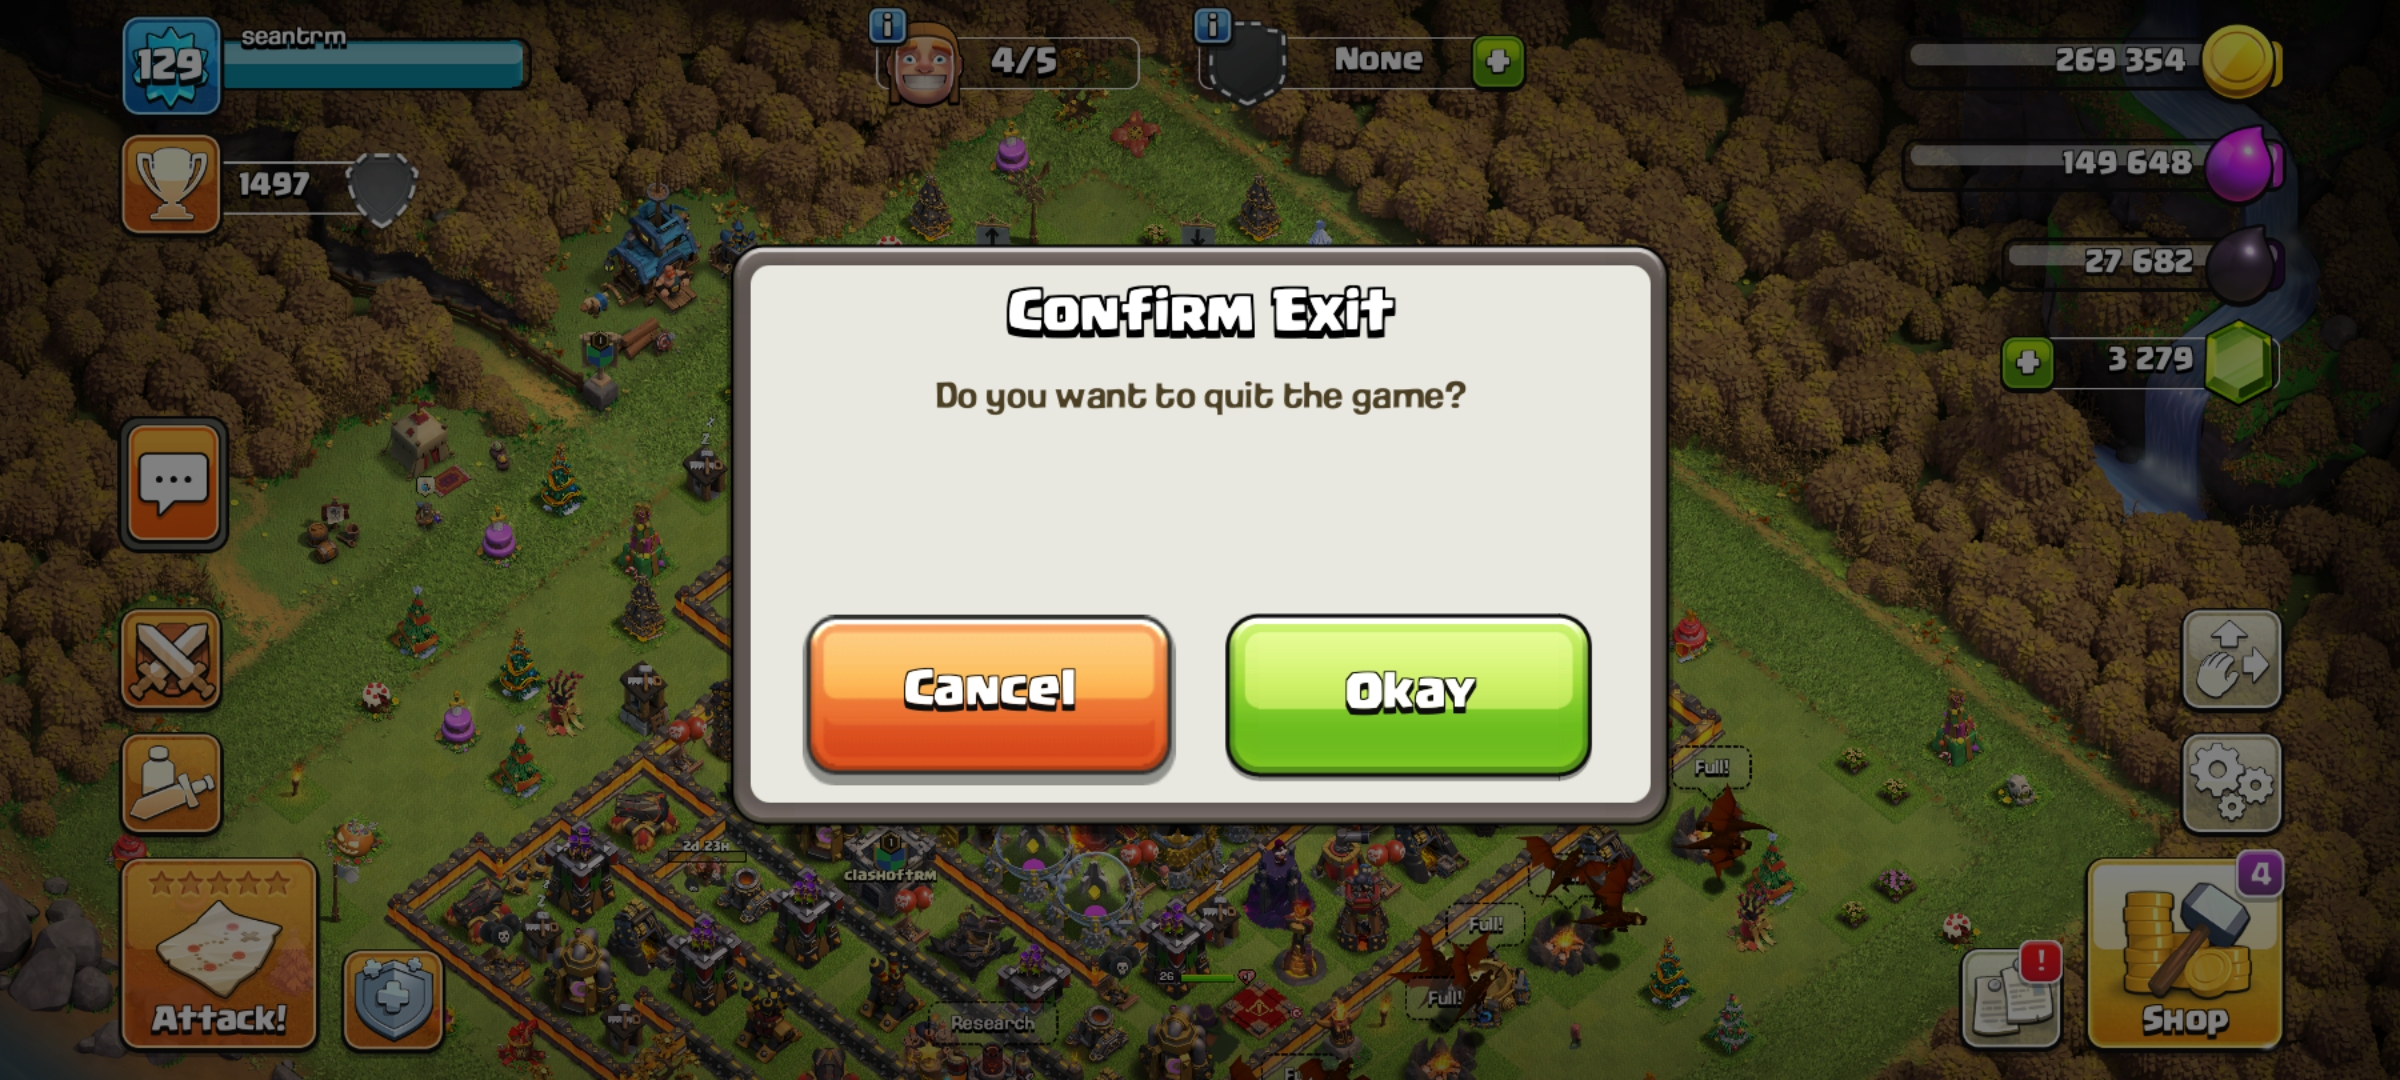 129
seantrm
4/5
None
269 354
1497
149 648
27 682
3 279
Confirm Exit
Do you want to quit the game?
Cancel
Okay
Full!
2d 23H
clashoftrm
Full!
26
Full!
Research
4
Attack!
!
Shop